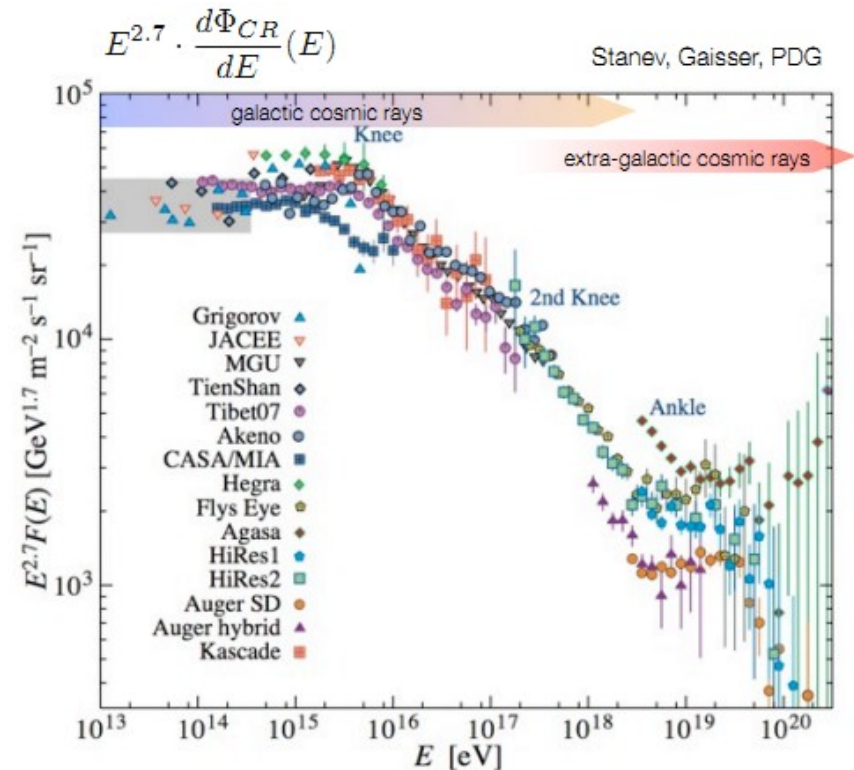 E^{2.7} · dΦ_{CR}/dE (E)
Stanev, Gaisser, PDG
10^5
galactic cosmic rays
Knee
extra-galactic cosmic rays
2nd Knee
10^4
Ankle
10^3
E^{2.7}F(E) [GeV^{1.7} m^{−2} s^{−1} sr^{−1}]
Grigorov
JACEE
MGU
TienShan
Tibet07
Akeno
CASA/MIA
Hegra
Flys Eye
Agasa
HiRes1
HiRes2
Auger SD
Auger hybrid
Kascade
10^{13} 10^{14} 10^{15} 10^{16} 10^{17} 10^{18} 10^{19} 10^{20}
E [eV]